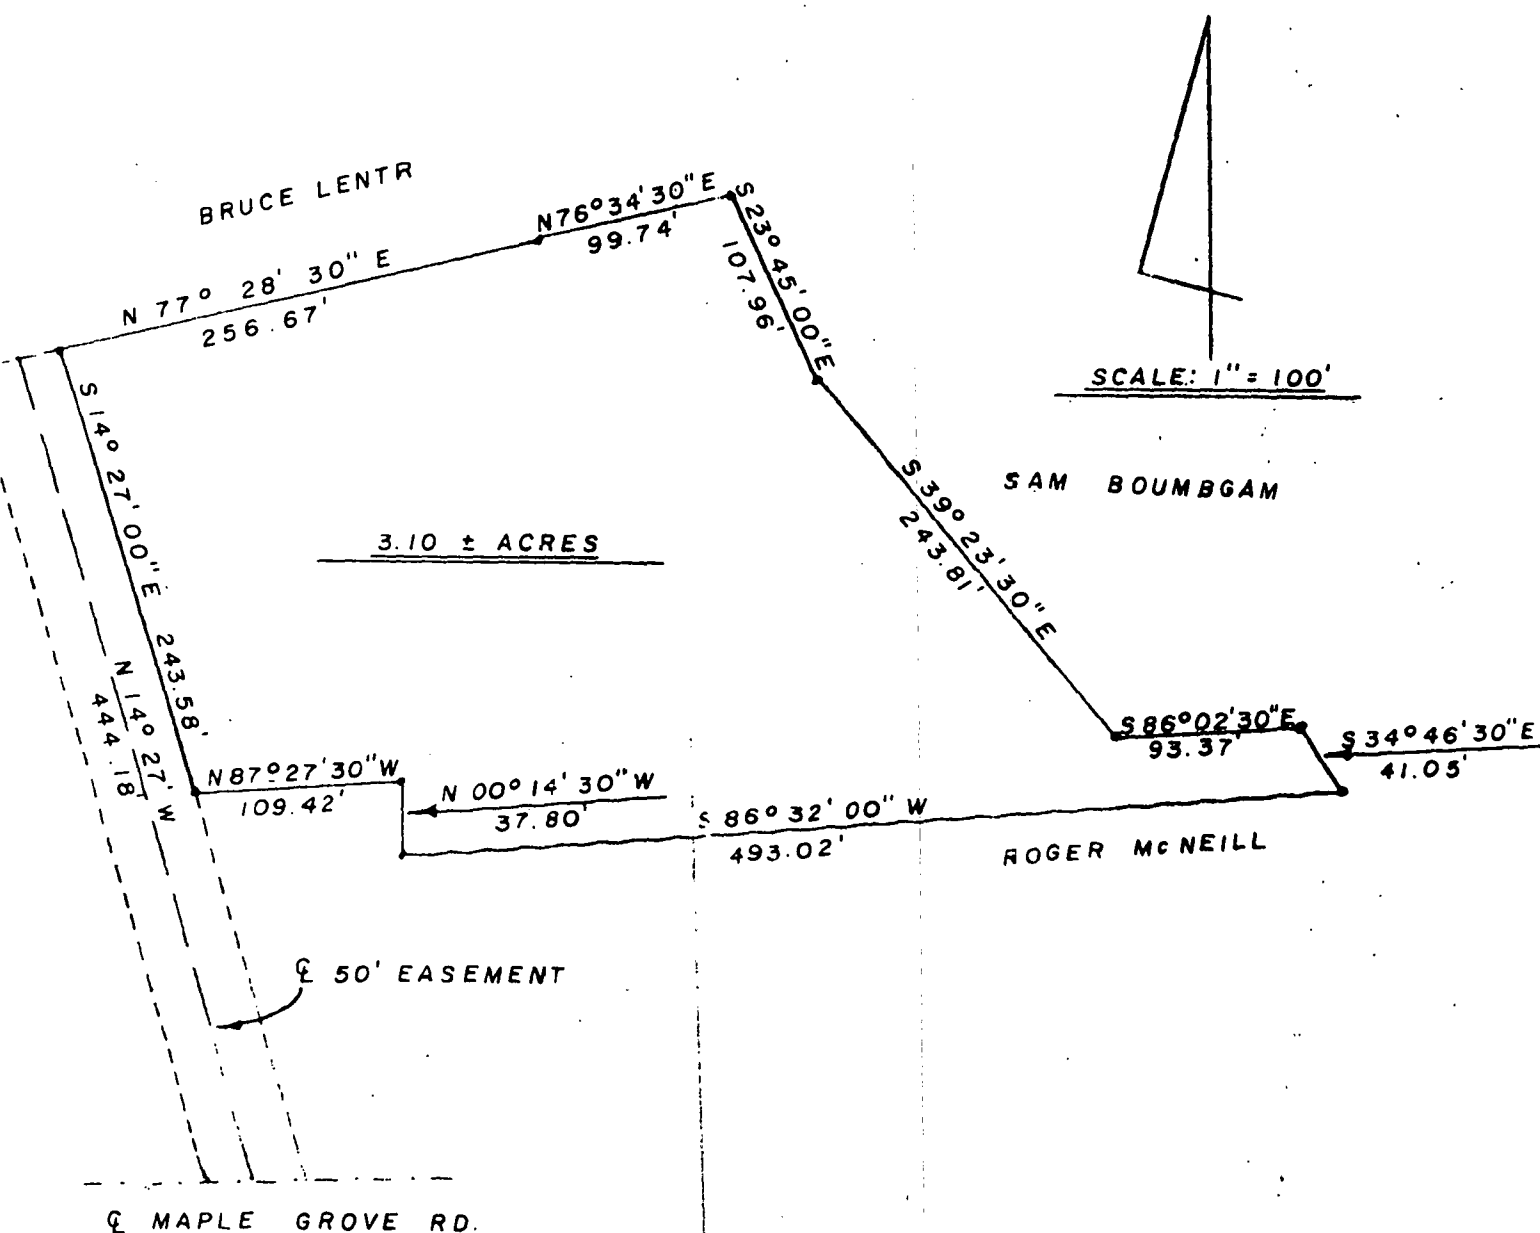 BRUCE LENTR
N 77° 28' 30" E
256.67'
N76°34'30" E
99.74'
S 23° 45' 00" E
107.96'
SCALE: 1" = 100'
SAM BOUMBGAM
S 39° 23' 30" E
243.81'
3.10 ± ACRES
S 14° 27' 00" E 243.58'
N 14° 27' W
444.18'
S86°02'30"E
93.37'
S 34°46'30"E
41.05'
N87°27'30"W
109.42'
N 00° 14' 30" W
37.80'
S 86° 32' 00" W
493.02'
ROGER McNEILL
℄ 50' EASEMENT
℄ MAPLE GROVE RD.